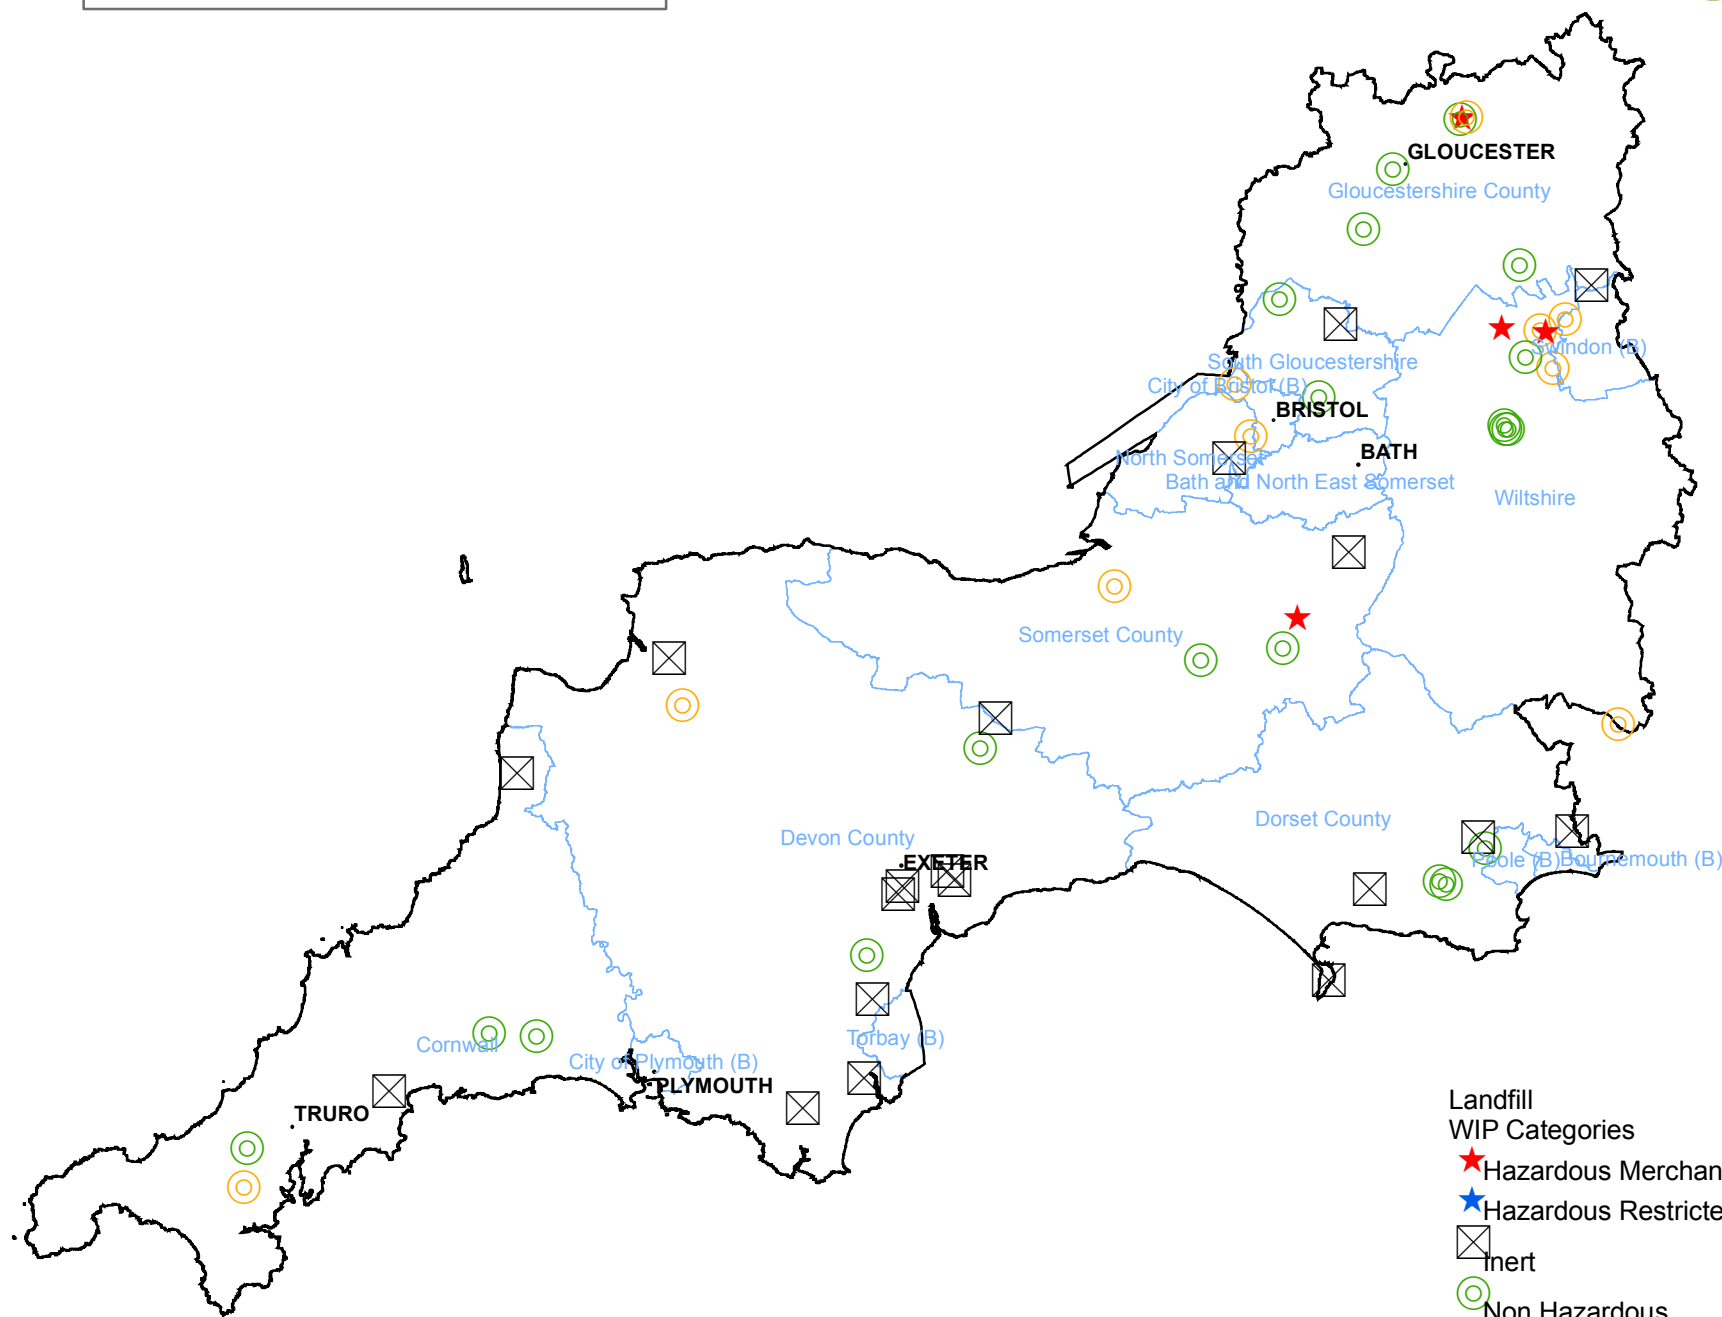 GLOUCESTER
Gloucestershire County
Swindon (B)
South Gloucestershire
City of Bristol (B)
BRISTOL
BATH
North Somerset
Bath and North East Somerset
Wiltshire
Somerset County
Dorset County
Devon County
EXETER
Poole (B)
Bournemouth (B)
Torbay (B)
Cornwall
City of Plymouth (B)
PLYMOUTH
TRURO
Landfill
WIP Categories
Hazardous Merchan
Hazardous Restricte
Inert
Non Hazardous